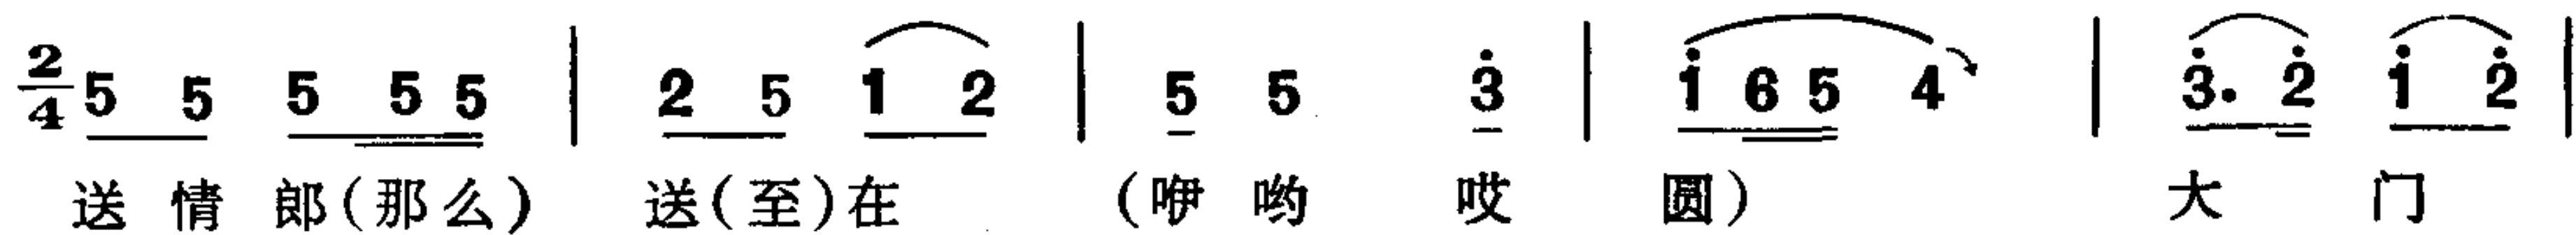 2/4 5 5 5 5 5 | 2 5 1 2 | 5 5 3̇ | 1̇ 6 5 4 | 3̇. 2̇ 1̇ 2̇ |
送 情 郎(那么) 送(至)在 (咿 哟 哎 圆) 大 门